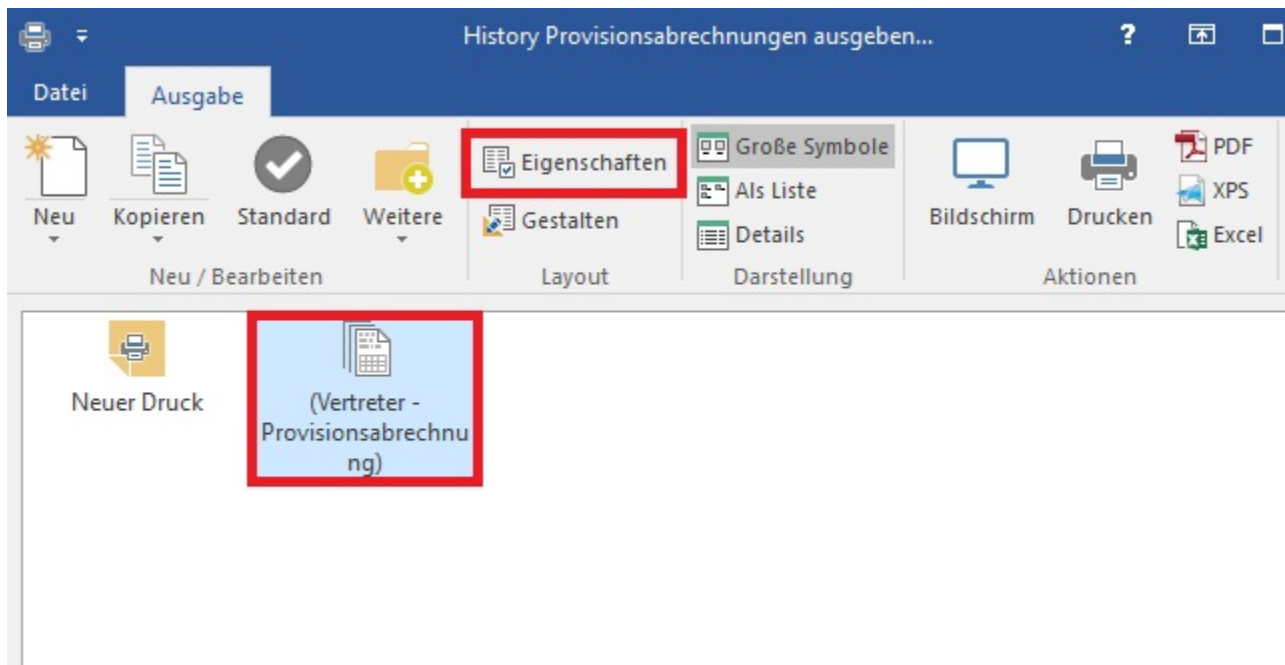 History Provisionsabrechnungen ausgeben...
?
Datei
Ausgabe
Neu
Kopieren
Standard
Weitere
Neu / Bearbeiten
Eigenschaften
Gestalten
Layout
Große Symbole
Als Liste
Details
Darstellung
Bildschirm
Drucken
PDF
XPS
Excel
Aktionen
Neuer Druck
(Vertreter -
Provisionsabrechnu
ng)